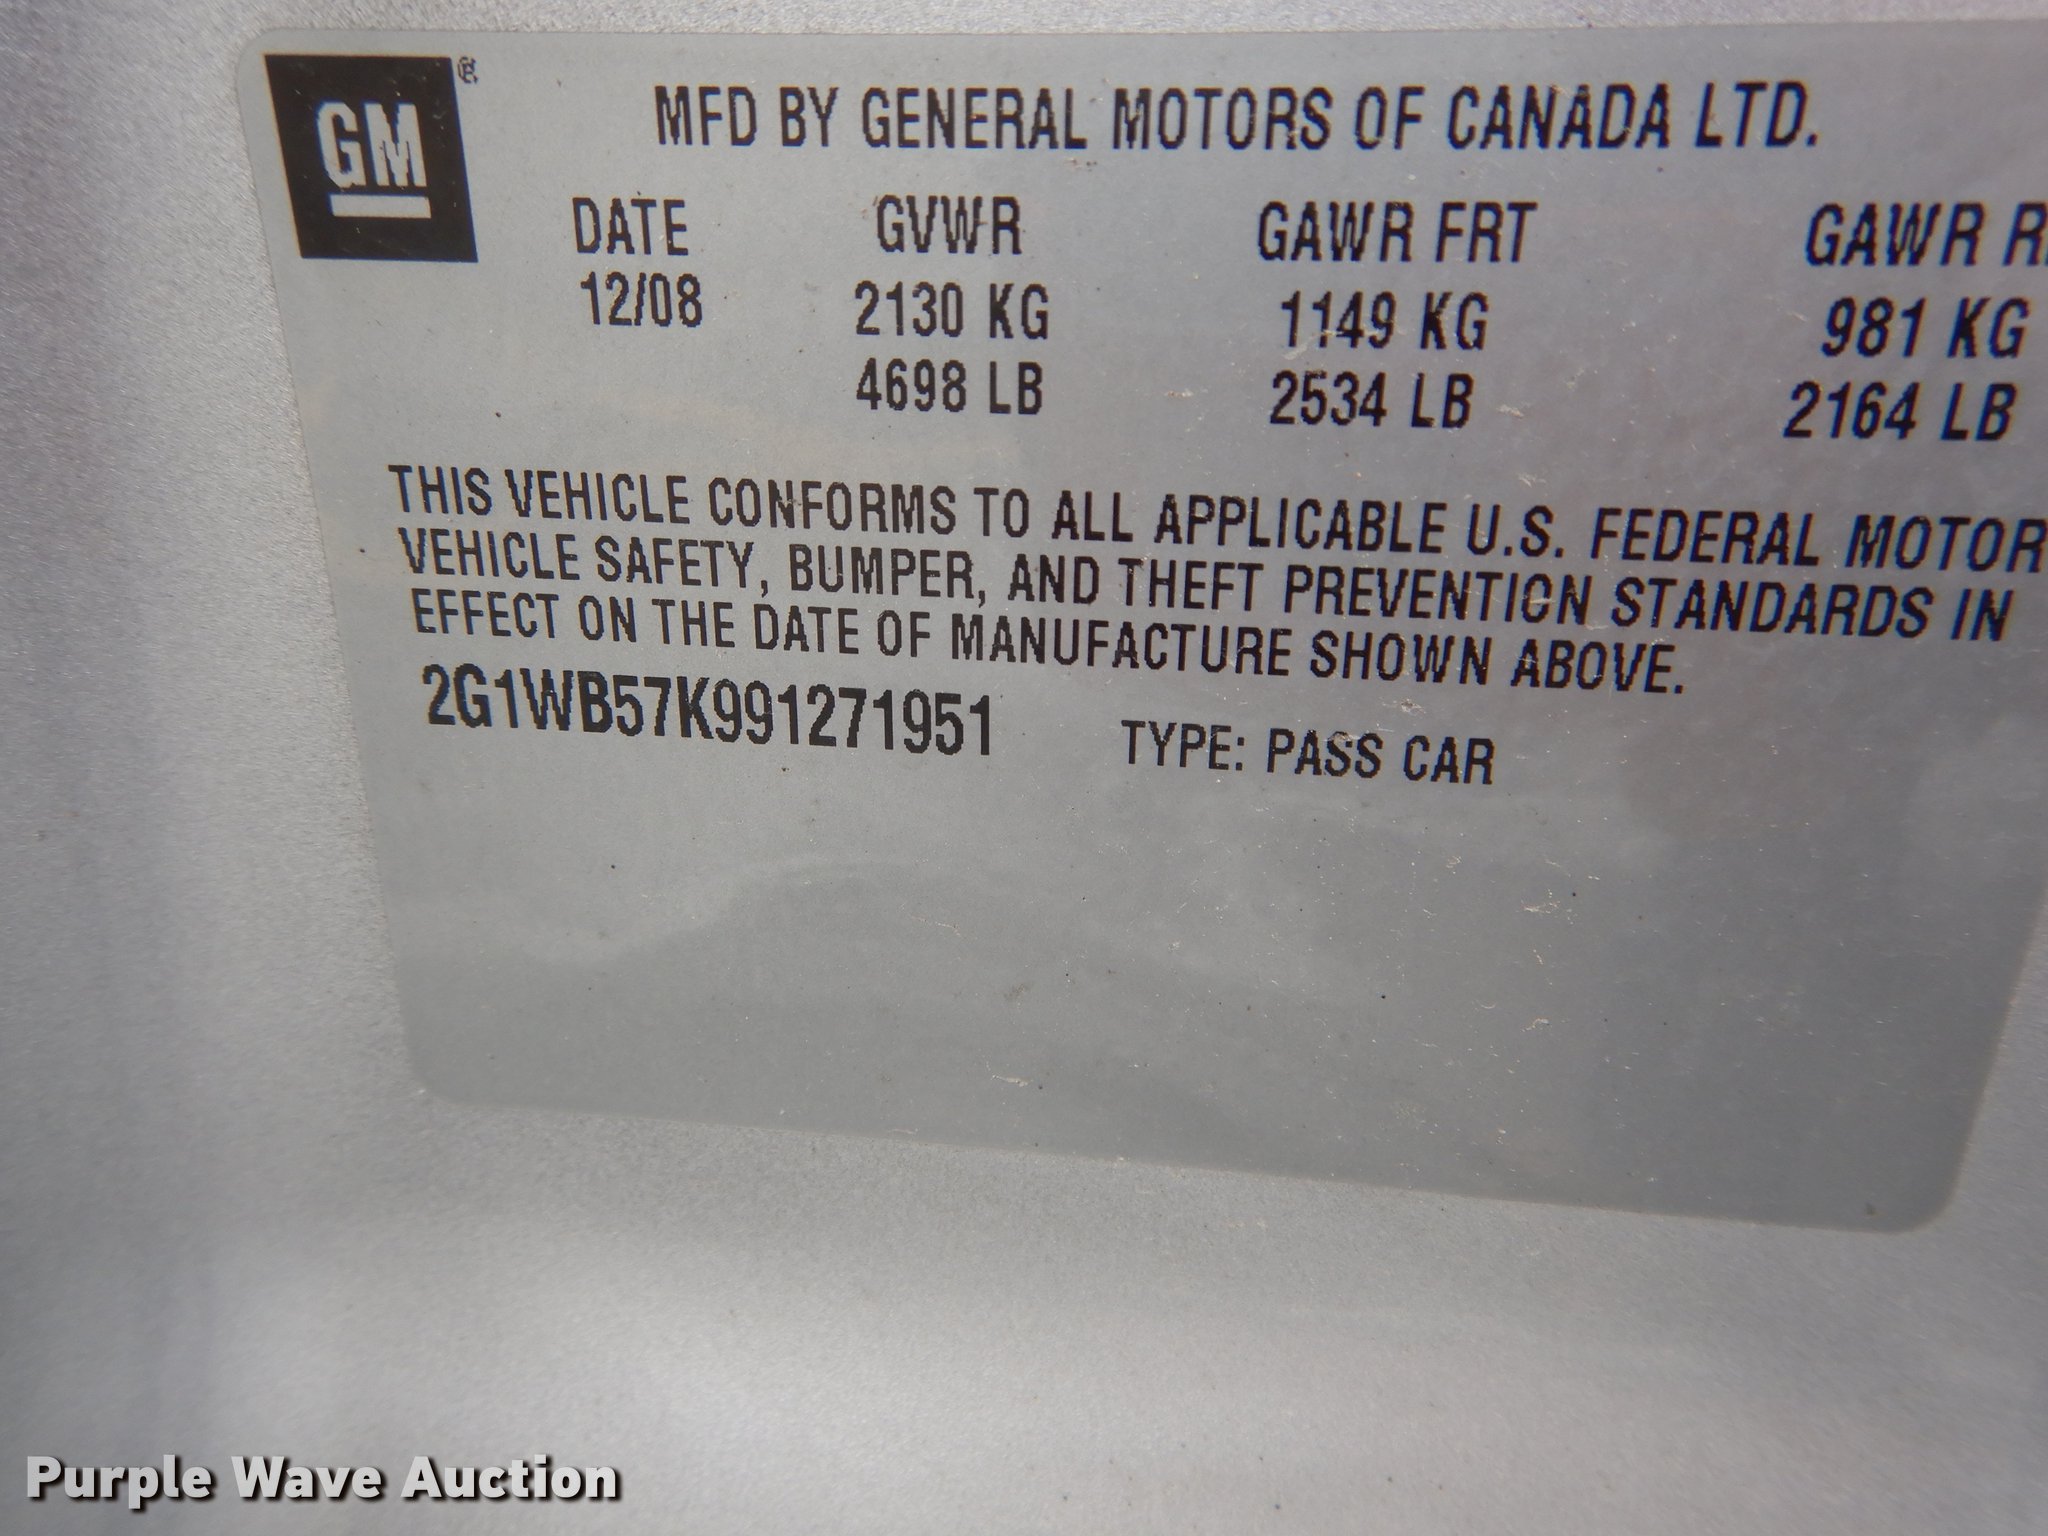 GM®
MFD BY GENERAL MOTORS OF CANADA LTD.
DATE GVWR GAWR FRT GAWR
12/08 2130 KG 1149 KG 981 KG
4698 LB 2534 LB 2164 LB
THIS VEHICLE CONFORMS TO ALL APPLICABLE U.S. FEDERAL MOTOR
VEHICLE SAFETY, BUMPER, AND THEFT PREVENTION STANDARDS IN
EFFECT ON THE DATE OF MANUFACTURE SHOWN ABOVE.
2G1WB57K991271951 TYPE: PASS CAR
Purple Wave Auction